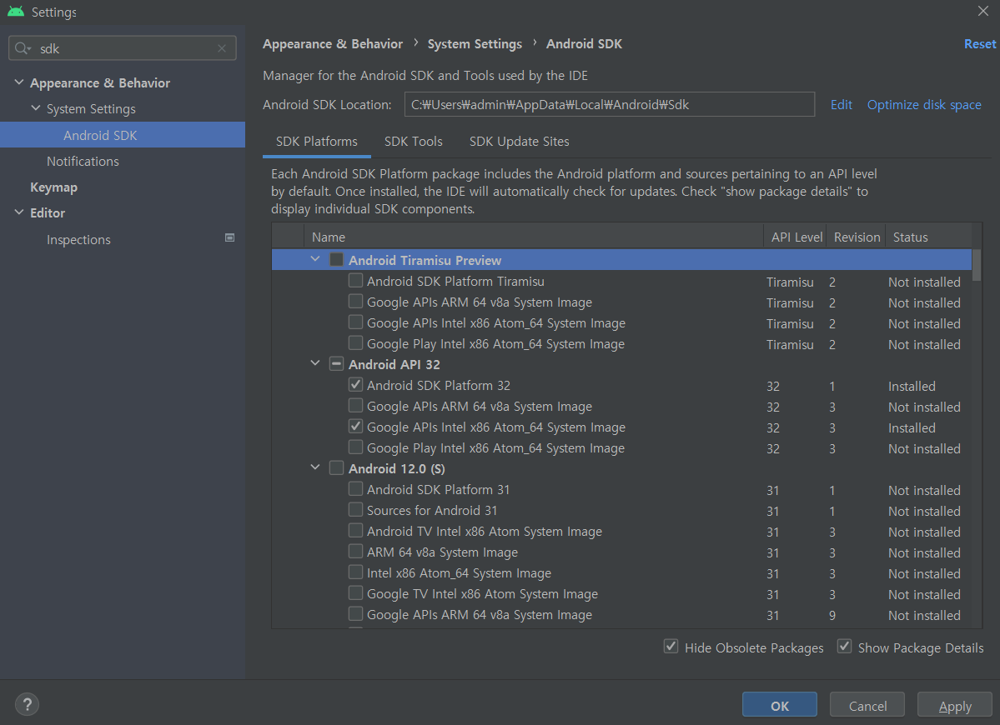 Settings
sdk
Appearance & Behavior
System Settings
Android SDK
Notifications
Keymap
Editor
Inspections
Appearance & Behavior › System Settings › Android SDK
Reset
Manager for the Android SDK and Tools used by the IDE
Android SDK Location: C:₩Users₩admin₩AppData₩Local₩Android₩Sdk Edit Optimize disk space
SDK Platforms SDK Tools SDK Update Sites
Each Android SDK Platform package includes the Android platform and sources pertaining to an API level
by default. Once installed, the IDE will automatically check for updates. Check "show package details" to
display individual SDK components.
Name API Level Revision Status
Android Tiramisu Preview
Android SDK Platform Tiramisu Tiramisu 2 Not installed
Google APIs ARM 64 v8a System Image Tiramisu 2 Not installed
Google APIs Intel x86 Atom_64 System Image Tiramisu 2 Not installed
Google Play Intel x86 Atom_64 System Image Tiramisu 2 Not installed
Android API 32
Android SDK Platform 32 32 1 Installed
Google APIs ARM 64 v8a System Image 32 3 Not installed
Google APIs Intel x86 Atom_64 System Image 32 3 Installed
Google Play Intel x86 Atom_64 System Image 32 3 Not installed
Android 12.0 (S)
Android SDK Platform 31 31 1 Not installed
Sources for Android 31 31 1 Not installed
Android TV Intel x86 Atom System Image 31 3 Not installed
ARM 64 v8a System Image 31 3 Not installed
Intel x86 Atom_64 System Image 31 3 Not installed
Google TV Intel x86 Atom System Image 31 3 Not installed
Google APIs ARM 64 v8a System Image 31 9 Not installed
Hide Obsolete Packages Show Package Details
? OK Cancel Apply